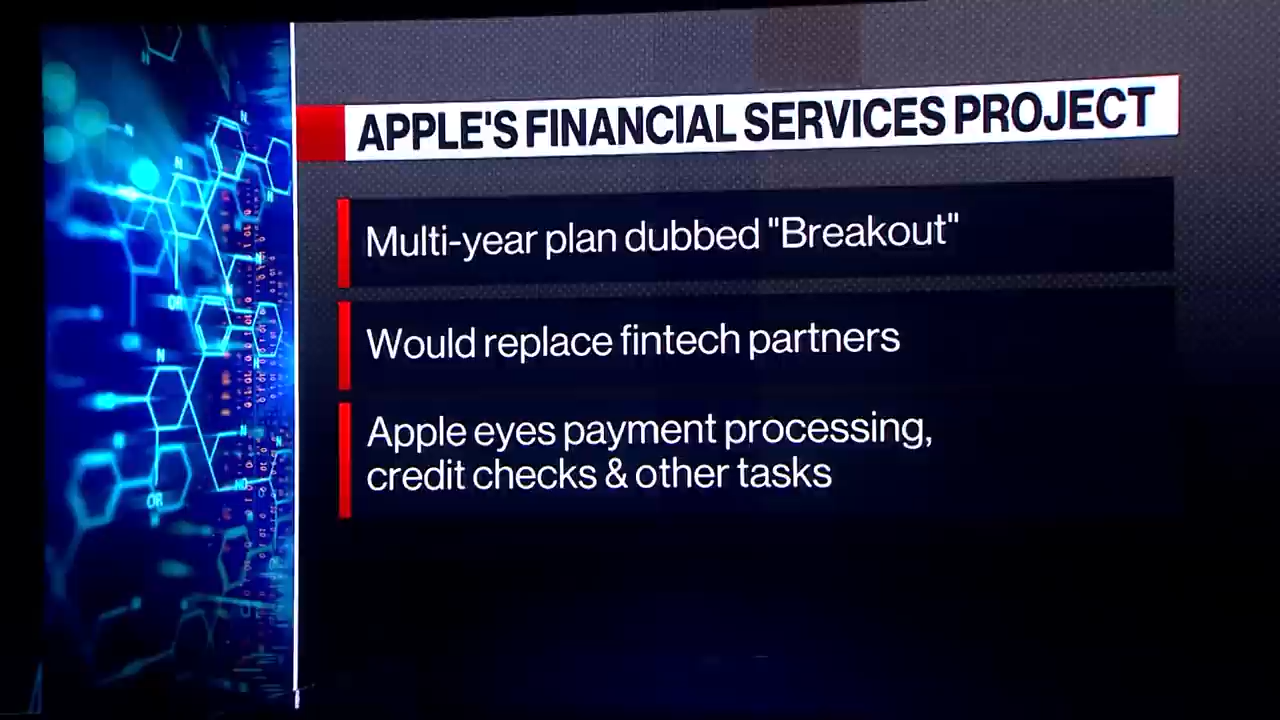 APPLE'S FINANCIAL SERVICES PROJECT
Multi-year plan dubbed "Breakout"
Would replace fintech partners
Apple eyes payment processing,
credit checks & other tasks